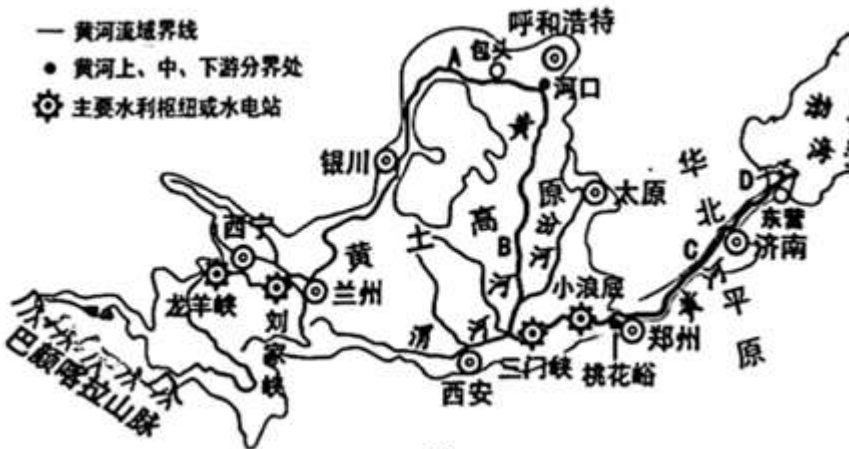 黄河流域界线
黄河上、中、下游分界处
主要水利枢纽或水电站
呼和浩特
包头
A
河口
渤海
银川
黄土高原
华北平原
D
太原
东营
汾河
西宁
B
C
济南
黄河
小浪底
龙羊峡
兰州
刘家峡
渭河
郑州
三门峡
桃花峪
西安
巴颜喀拉山脉